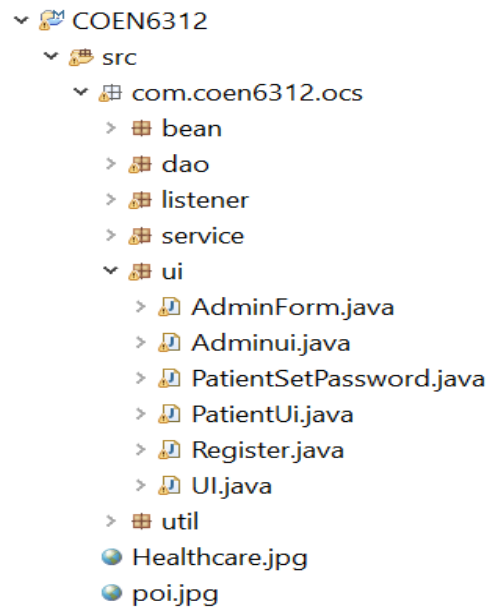 COEN6312
src
com.coen6312.ocs
bean
dao
listener
service
ui
AdminForm.java
Adminui.java
PatientSetPassword.java
PatientUi.java
Register.java
UI.java
util
Healthcare.jpg
poi.jpg